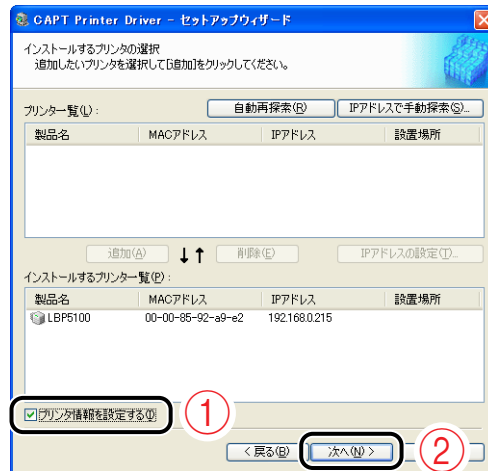 CAPT Printer Driver - セットアップウィザード
インストールするプリンタの選択
追加したいプリンタを選択して[追加]をクリックしてください。
プリンター覧(L):
自動再探索(R)
IPアドレスで手動探索(S)...
製品名 MACアドレス IPアドレス 設置場所
追加(A) ↓↑ 削除(E) IPアドレスの設定(T)...
インストールするプリンター覧(P):
製品名 MACアドレス IPアドレス 設置場所
LBP5100 00-00-85-92-a9-e2 192.168.0.215
プリンタ情報を設定する(I)
①
< 戻る(B)
次へ(N) >
②